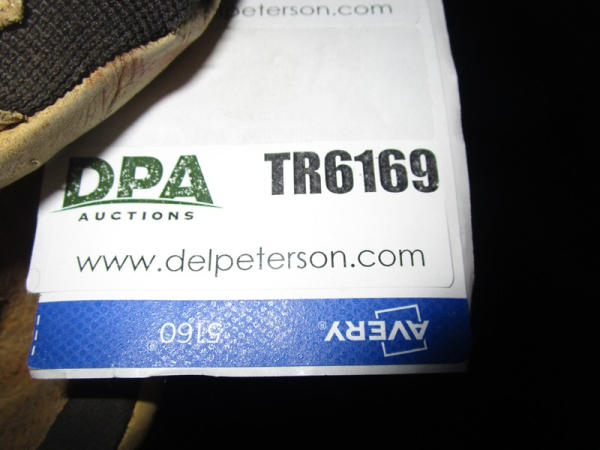 peterson.com
DPA TR6169
AUCTIONS
www.delpeterson.com
AVERY® 5160